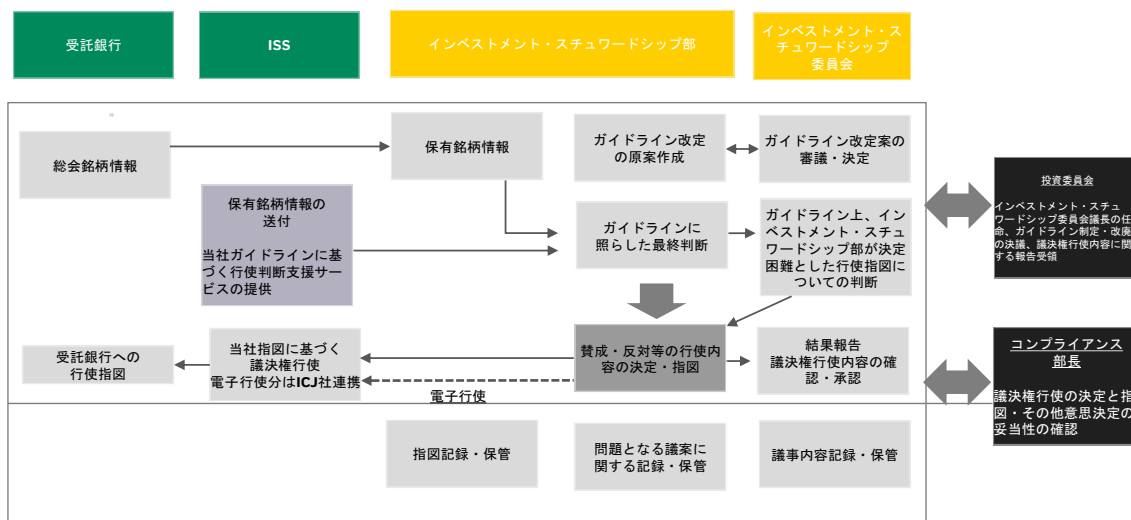 受託銀行
ISS
インベストメント・スチュワードシップ部
インベストメント・ス
チュワードシップ
委員会
総会銘柄情報
保有銘柄情報
ガイドライン改定
の原案作成
ガイドライン改定案の
審議・決定
保有銘柄情報の
送付
当社ガイドラインに基
づく行使判断支援サー
ビスの提供
ガイドラインに
照らした最終判断
ガイドライン上、イン
ベストメント・スチュ
ワードシップ部が決定
困難とした行使指図に
ついての判断
投資委員会
インベストメント・スチュ
ワードシップ委員会議長の任
命、ガイドライン制定・改廃
の決議、議決権行使内容に関
する報告受領
受託銀行への
行使指図
当社指図に基づく
議決権行使
電子行使分はICJ社連携
賛成・反対等の行使内
容の決定・指図
結果報告
議決権行使内容の確
認・承認
電子行使
コンプライアンス
部長
議決権行使の決定と指
図・その他意思決定の
妥当性の確認
指図記録・保管
問題となる議案に
関する記録・保管
議事内容記録・保管